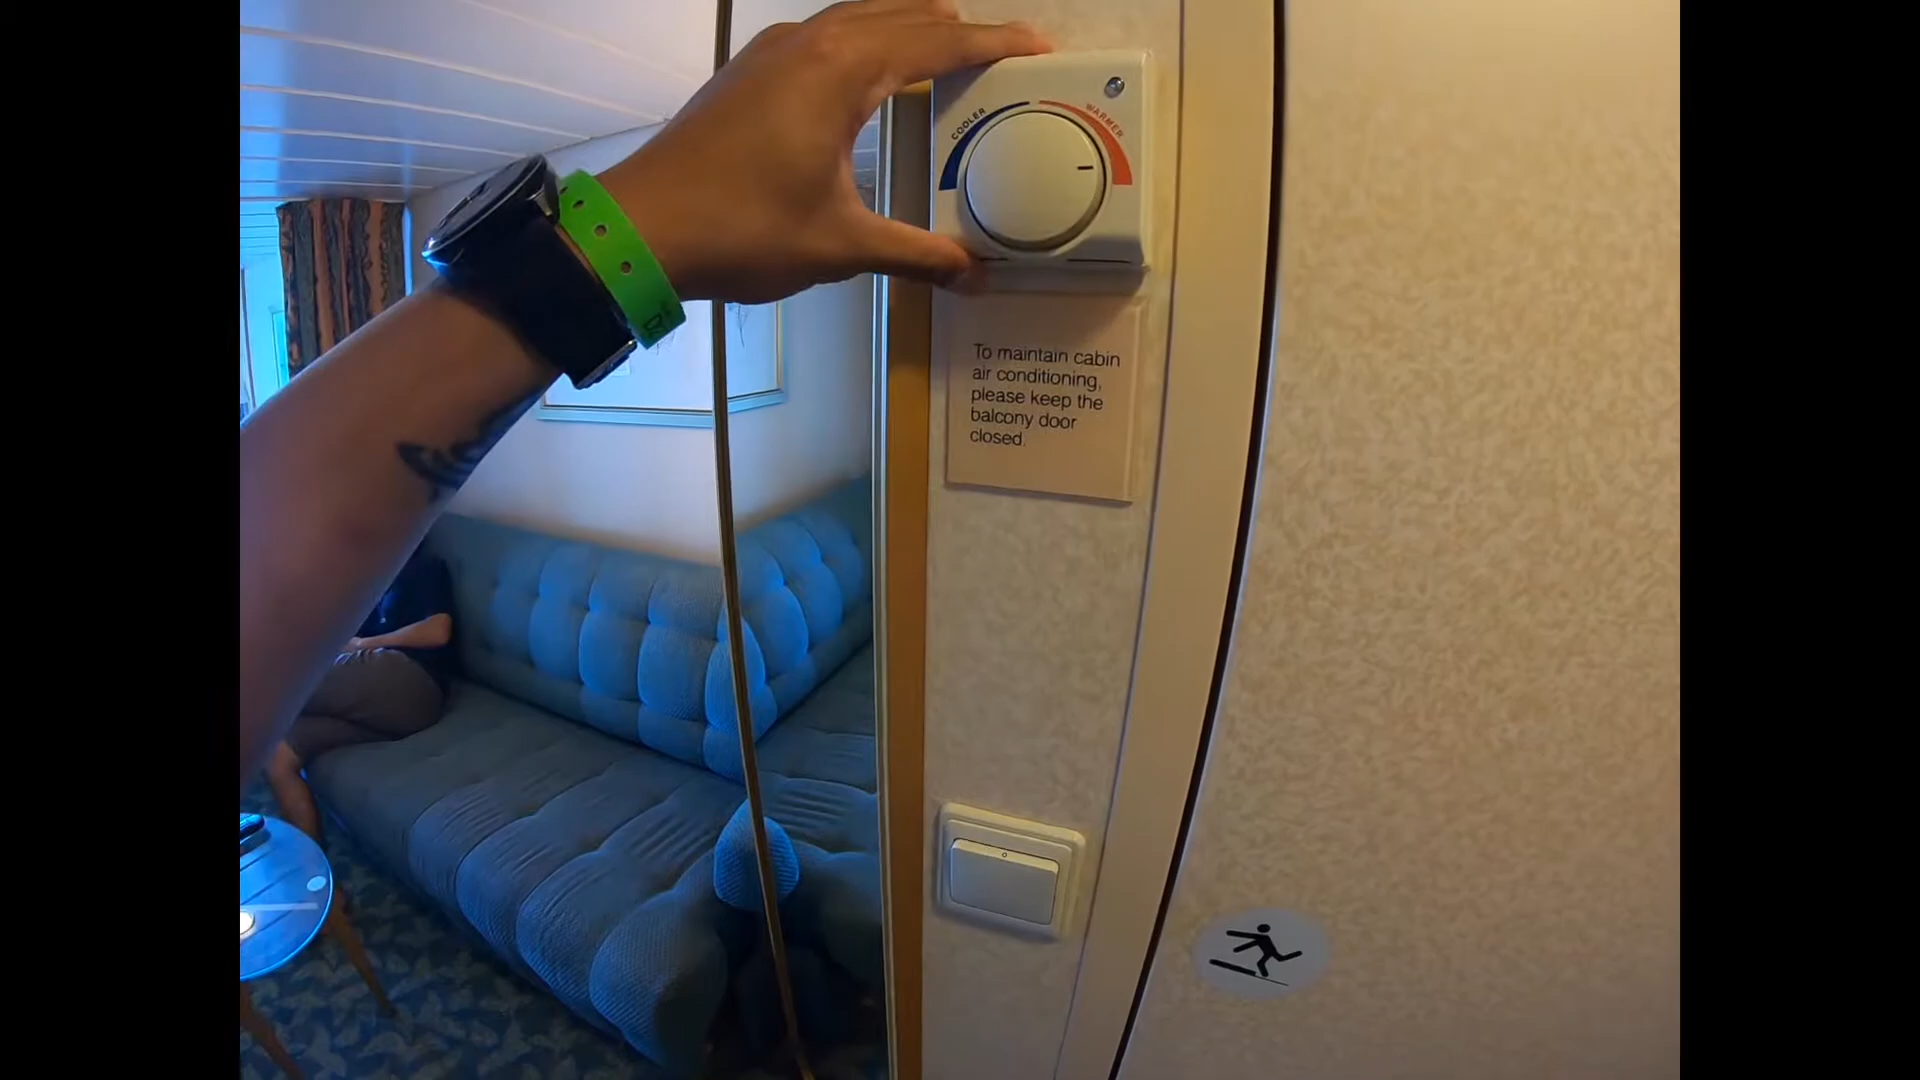 COOLER WARMER
To maintain cabin
air conditioning,
please keep the
balcony door
closed.